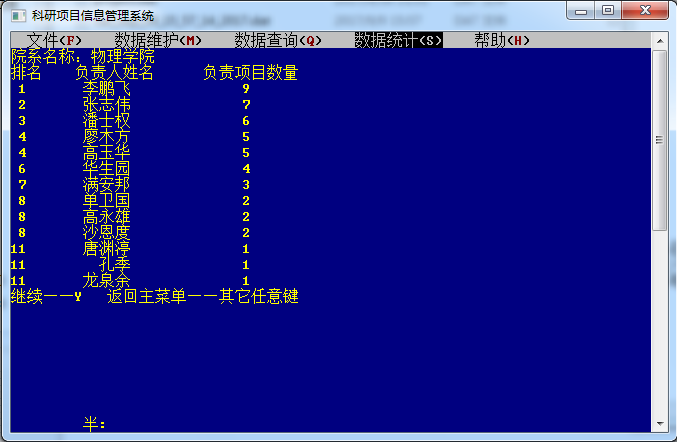 科研项目信息管理系统
文件(F) 数据维护(M) 数据查询(Q) 数据统计(S) 帮助(H)
院系名称：物理学院
排名 负责人姓名 负责项目数量
1 李鹏飞 9
2 张志伟 7
3 潘士权 6
4 廖木方 5
4 高玉华 5
6 华生园 4
7 满安邦 3
8 单卫国 2
8 高永雄 2
8 沙恩度 2
11 唐渊渟 1
11 孔季 1
11 龙泉余 1
继续——Y 返回主菜单——其它任意键
半：